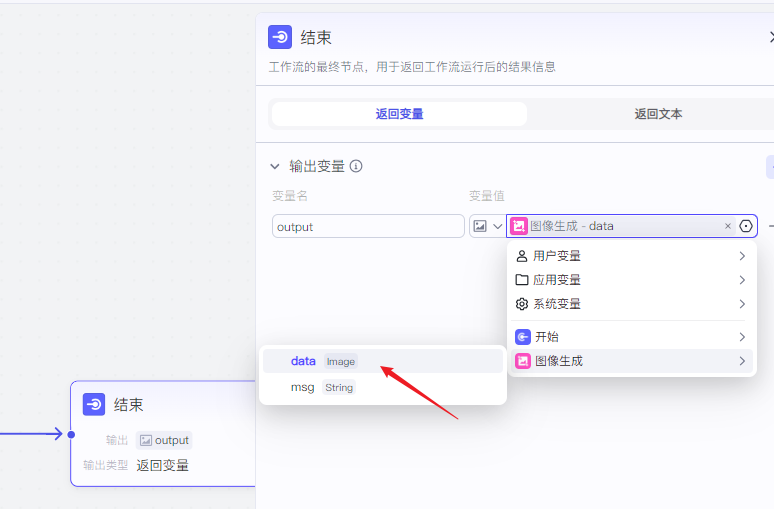 结束
工作流的最终节点，用于返回工作流运行后的结果信息
返回变量 返回文本
输出变量
变量名 变量值
output 图像生成 - data
用户变量
应用变量
系统变量
开始
图像生成
data Image
msg String
结束
输出 output
输出类型 返回变量